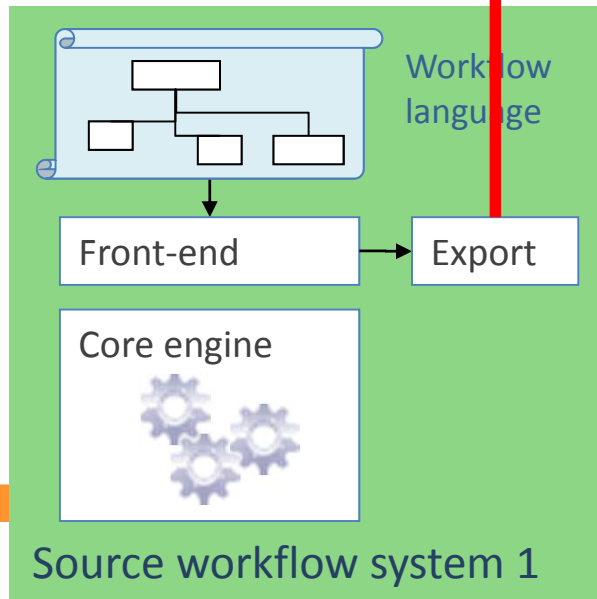 Workflow
language
Front-end
Export
Core engine
Source workflow system 1